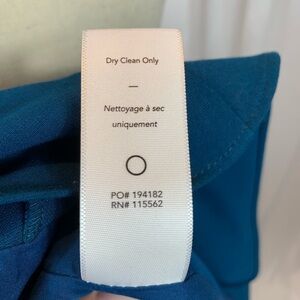 Dry Clean Only
—
Nettoyage à sec
uniquement
PO# 194182
RN# 115562